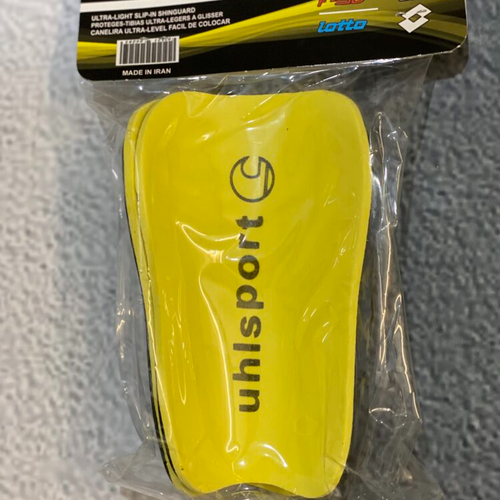 ULTRA-LIGHT SLIP-IN SHINGUARD
PROTEGES-TIBIAS ULTRA-LEGERS A GLISSER
CANELIRA ULTRA-LEVEL FACIL DE COLOCAR
MADE IN IRAN
lotto
uhlsport